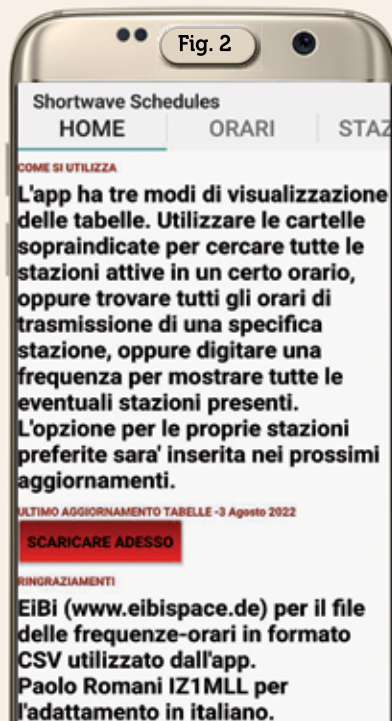 Fig. 2
Shortwave Schedules
HOME ORARI STAZ
COME SI UTILIZZA
L'app ha tre modi di visualizzazione
delle tabelle. Utilizzare le cartelle
sopraindicate per cercare tutte le
stazioni attive in un certo orario,
oppure trovare tutti gli orari di
trasmissione di una specifica
stazione, oppure digitare una
frequenza per mostrare tutte le
eventuali stazioni presenti.
L'opzione per le proprie stazioni
preferite sara' inserita nei prossimi
aggiornamenti.
ULTIMO AGGIORNAMENTO TABELLE -3 Agosto 2022
SCARICARE ADESSO
RINGRAZIAMENTI
EiBi (www.eibispace.de) per il file
delle frequenze-orari in formato
CSV utilizzato dall'app.
Paolo Romani IZ1MLL per
l'adattamento in italiano.